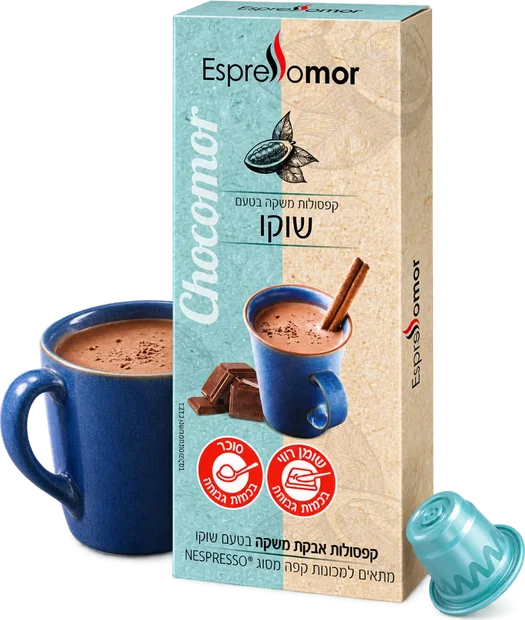 Espressomor
Chocomor
קפסולות משקה בטעם
שוקו
Espressomor
סוכר
בכמות גבוהה
שומן רווי
בכמות גבוהה
קפסולות אבקת משקה בטעם שוקו
מתאים למכונות קפה מסוג NESPRESSO®